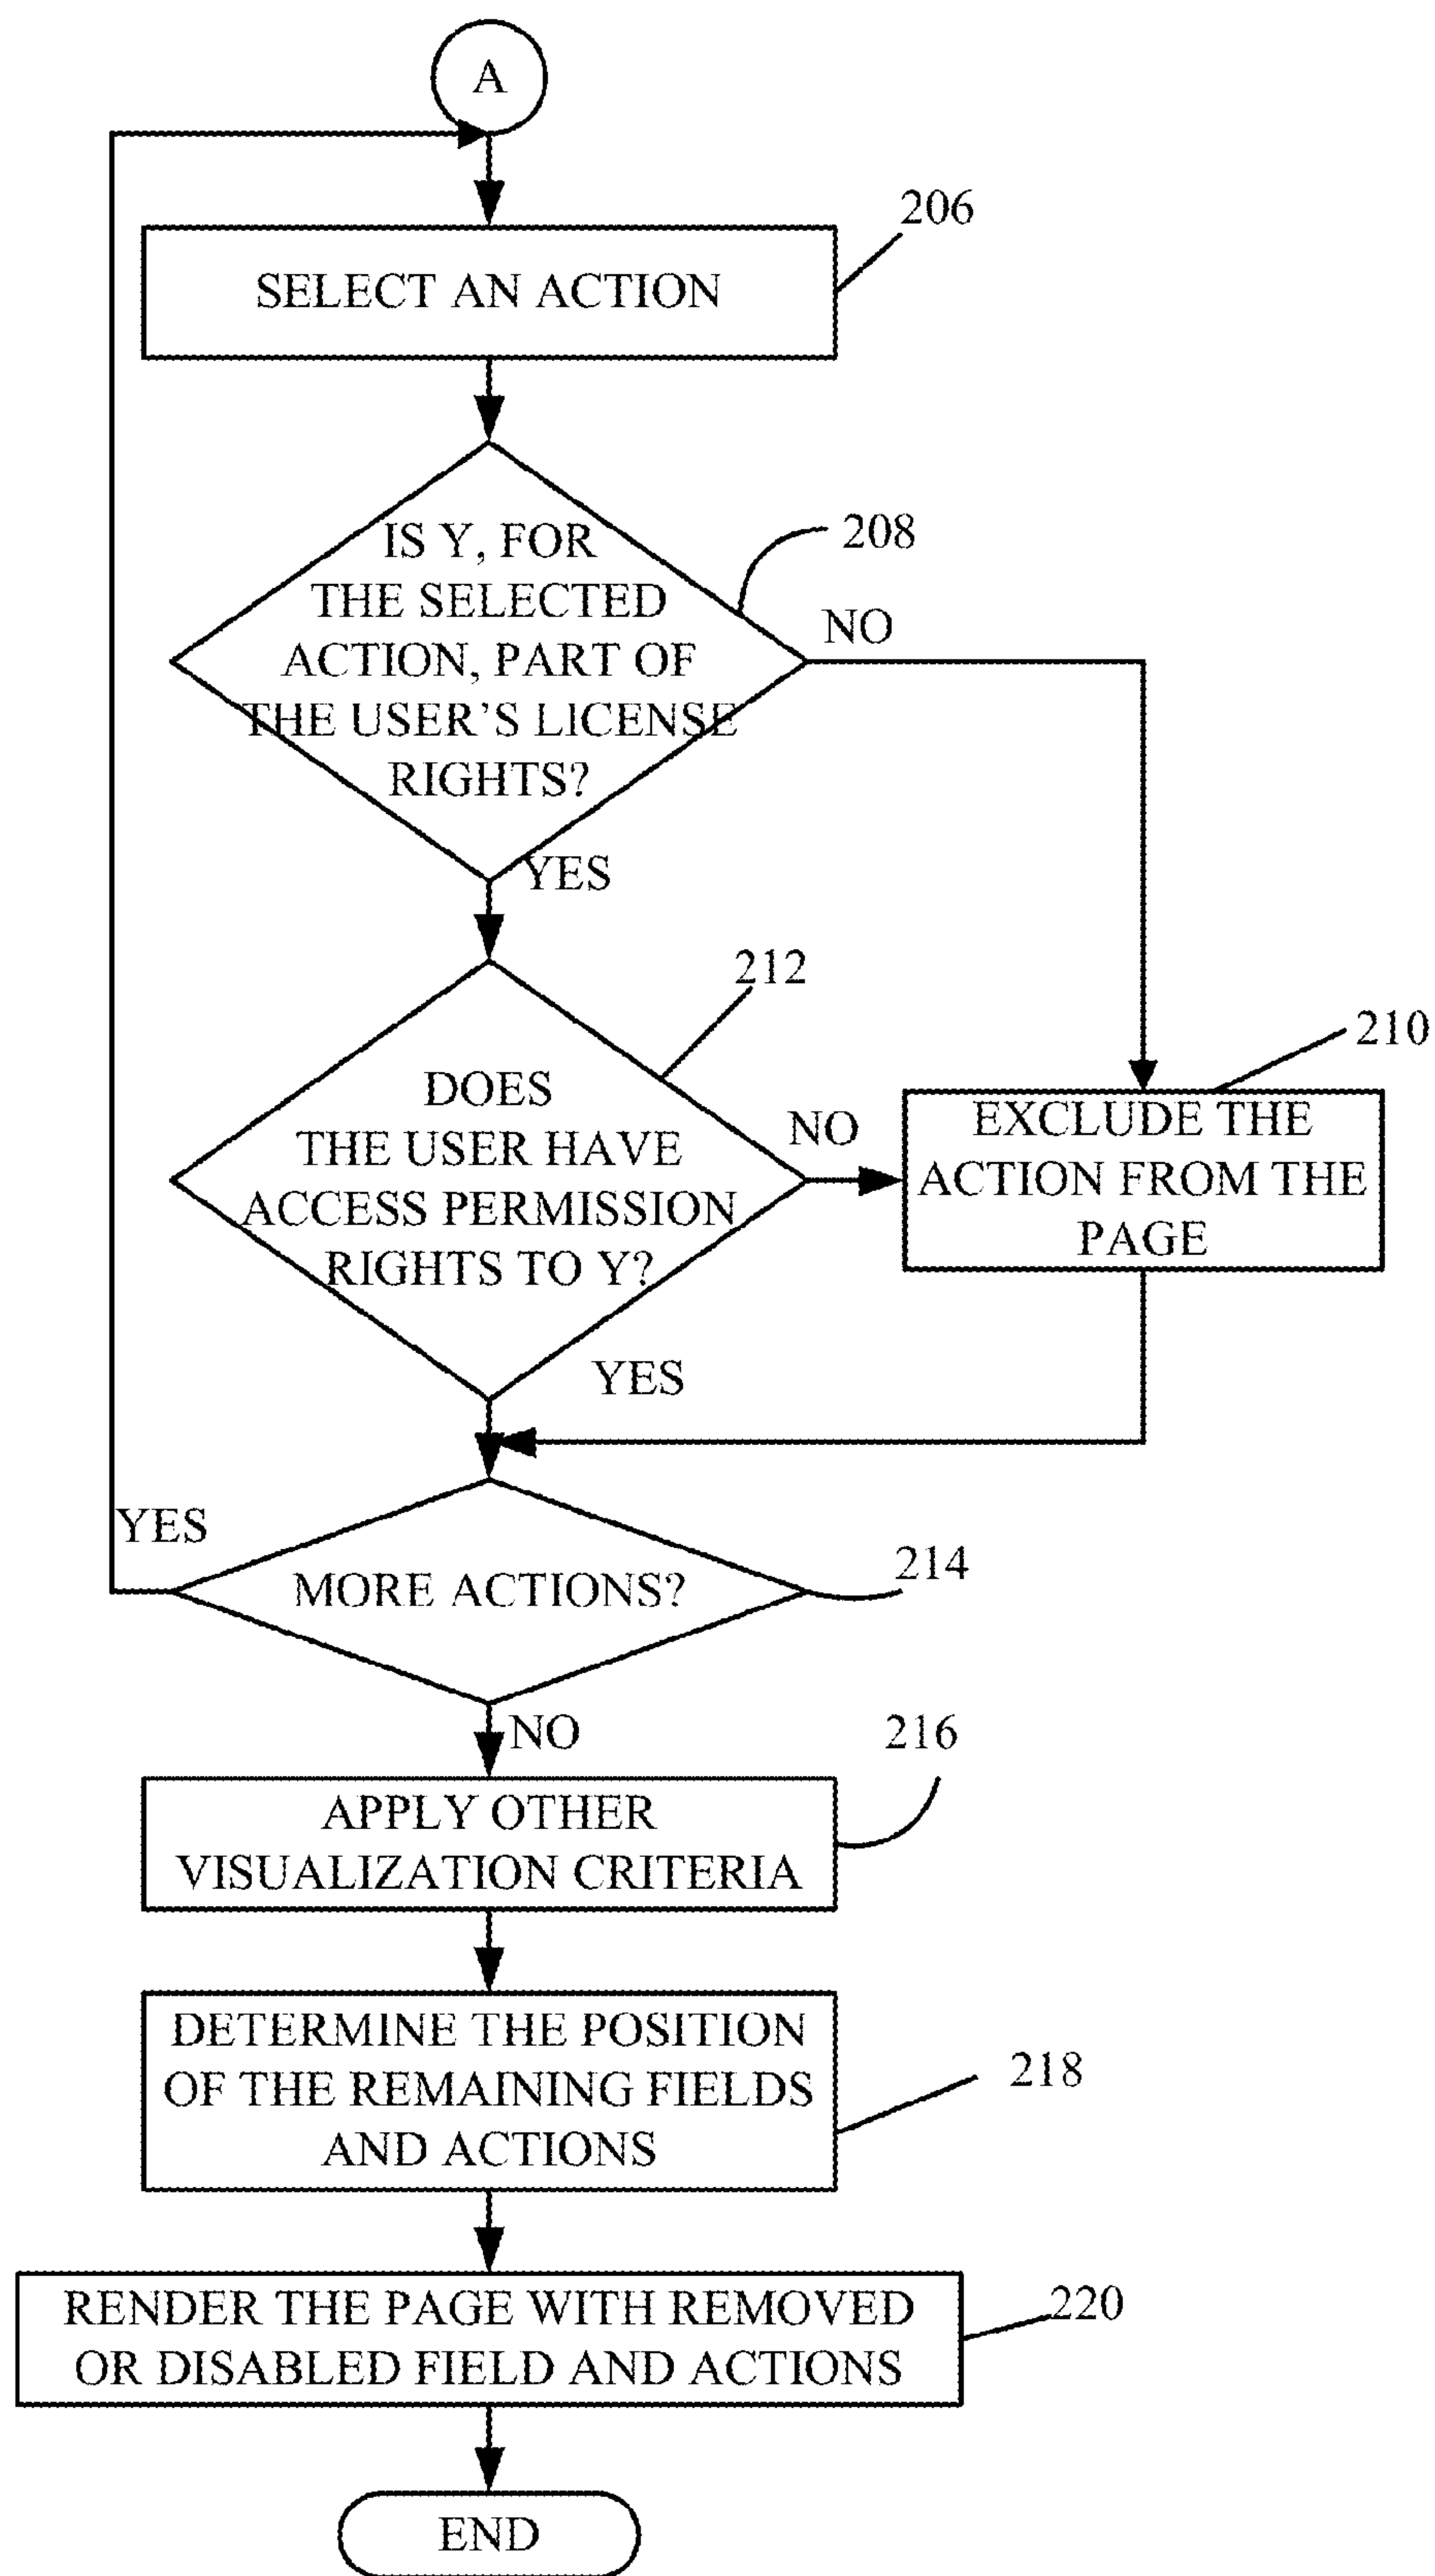 A
206
SELECT AN ACTION
IS Y, FOR
THE SELECTED
ACTION, PART OF
THE USER’S LICENSE
RIGHTS?
208
NO
YES
212
DOES
THE USER HAVE
ACCESS PERMISSION
RIGHTS TO Y?
NO
210
EXCLUDE THE
ACTION FROM THE
PAGE
YES
YES
MORE ACTIONS?
214
NO
216
APPLY OTHER
VISUALIZATION CRITERIA
DETERMINE THE POSITION
OF THE REMAINING FIELDS
AND ACTIONS
218
RENDER THE PAGE WITH REMOVED
OR DISABLED FIELD AND ACTIONS
220
END